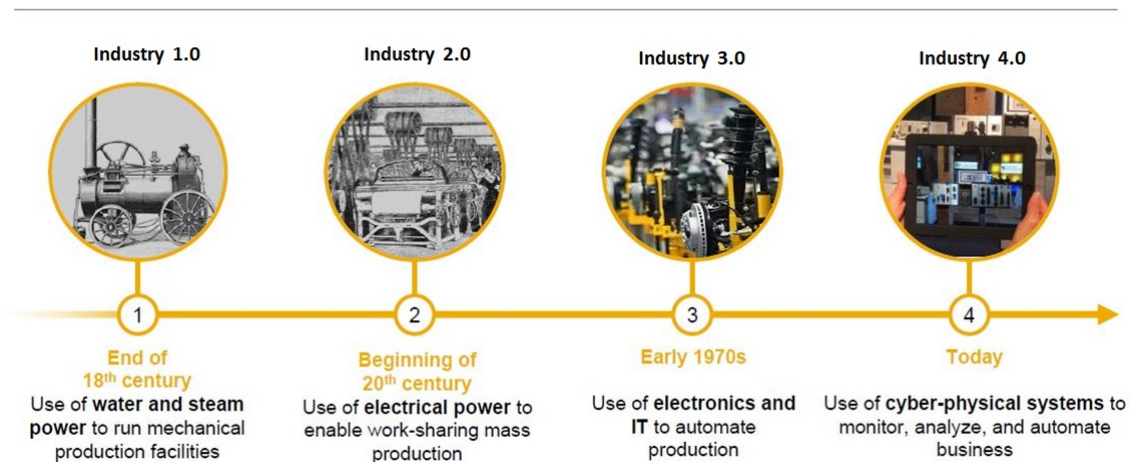 Industry 1.0
Industry 2.0
Industry 3.0
Industry 4.0
1
2
3
4
End of
18th century
Use of water and steam
power to run mechanical
production facilities
Beginning of
20th century
Use of electrical power to
enable work-sharing mass
production
Early 1970s
Use of electronics and
IT to automate
production
Today
Use of cyber-physical systems to
monitor, analyze, and automate
business